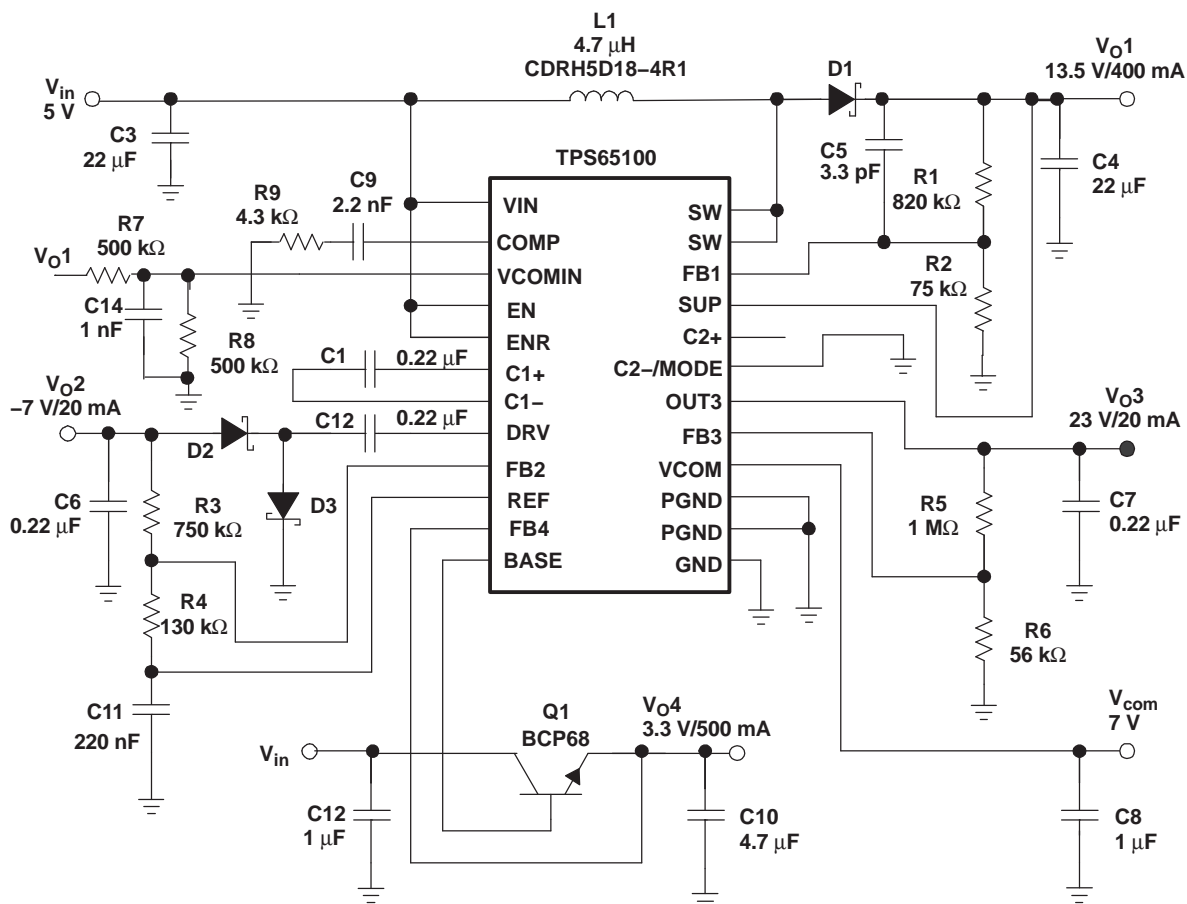 L1
4.7 μH
CDRH5D18–4R1
D1
VO1
13.5 V/400 mA
Vin
5 V
C3
22 μF
C5
3.3 pF
R1
820 kΩ
C4
22 μF
TPS65100
R9
4.3 kΩ
C9
2.2 nF
R7
500 kΩ
VO1
C14
1 nF
R8
500 kΩ
R2
75 kΩ
VIN
COMP
VCOMIN
EN
ENR
C1+
C1–
DRV
FB2
REF
FB4
BASE
SW
SW
FB1
SUP
C2+
C2–/MODE
OUT3
FB3
VCOM
PGND
PGND
GND
C1
0.22 μF
VO2
–7 V/20 mA
C12
0.22 μF
D2
D3
C6
0.22 μF
R3
750 kΩ
R4
130 kΩ
C11
220 nF
VO3
23 V/20 mA
R5
1 MΩ
C7
0.22 μF
R6
56 kΩ
Q1
BCP68
VO4
3.3 V/500 mA
Vin
C12
1 μF
C10
4.7 μF
Vcom
7 V
C8
1 μF